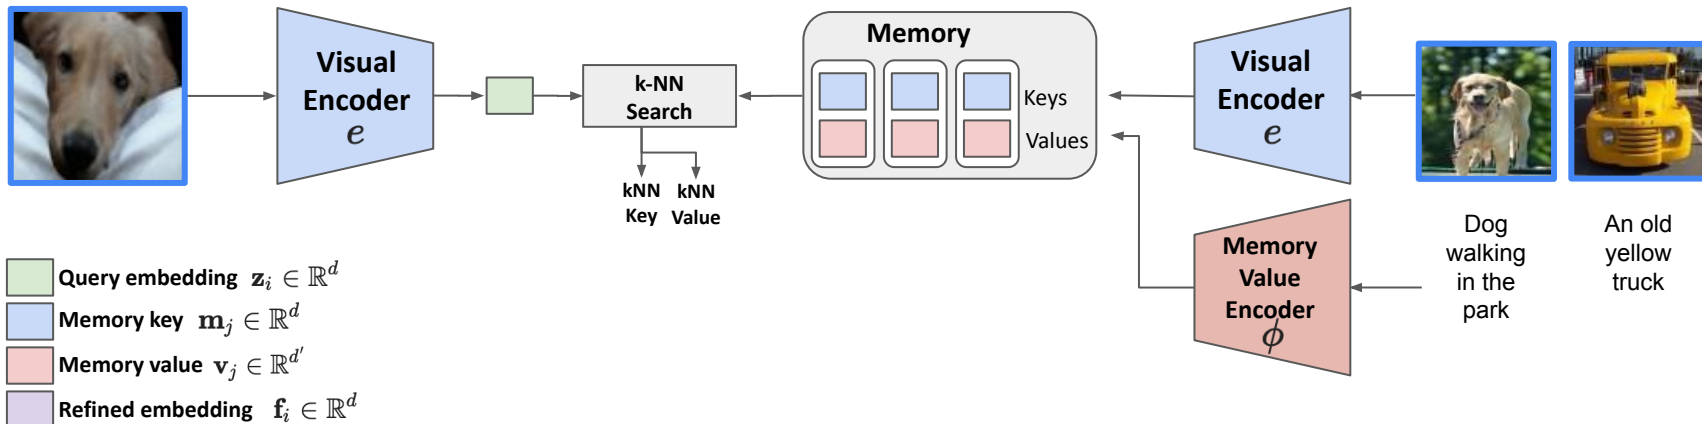 Visual
Encoder
e
k-NN
Search
kNN
Key
kNN
Value
Memory
Keys
Values
Visual
Encoder
e
Memory
Value
Encoder
ϕ
Dog
walking
in the
park
An old
yellow
truck
Query embedding z_i ∈ ℝ^d
Memory key m_j ∈ ℝ^d
Memory value v_j ∈ ℝ^d′
Refined embedding f_i ∈ ℝ^d